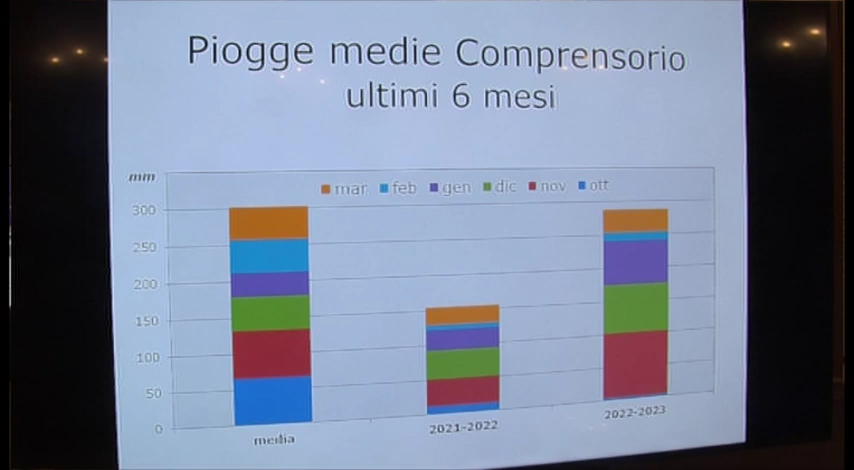 Piogge medie Comprensorio
ultimi 6 mesi
mm
mar feb gen dic nov ott
300
250
200
150
100
50
0
media 2021-2022 2022-2023